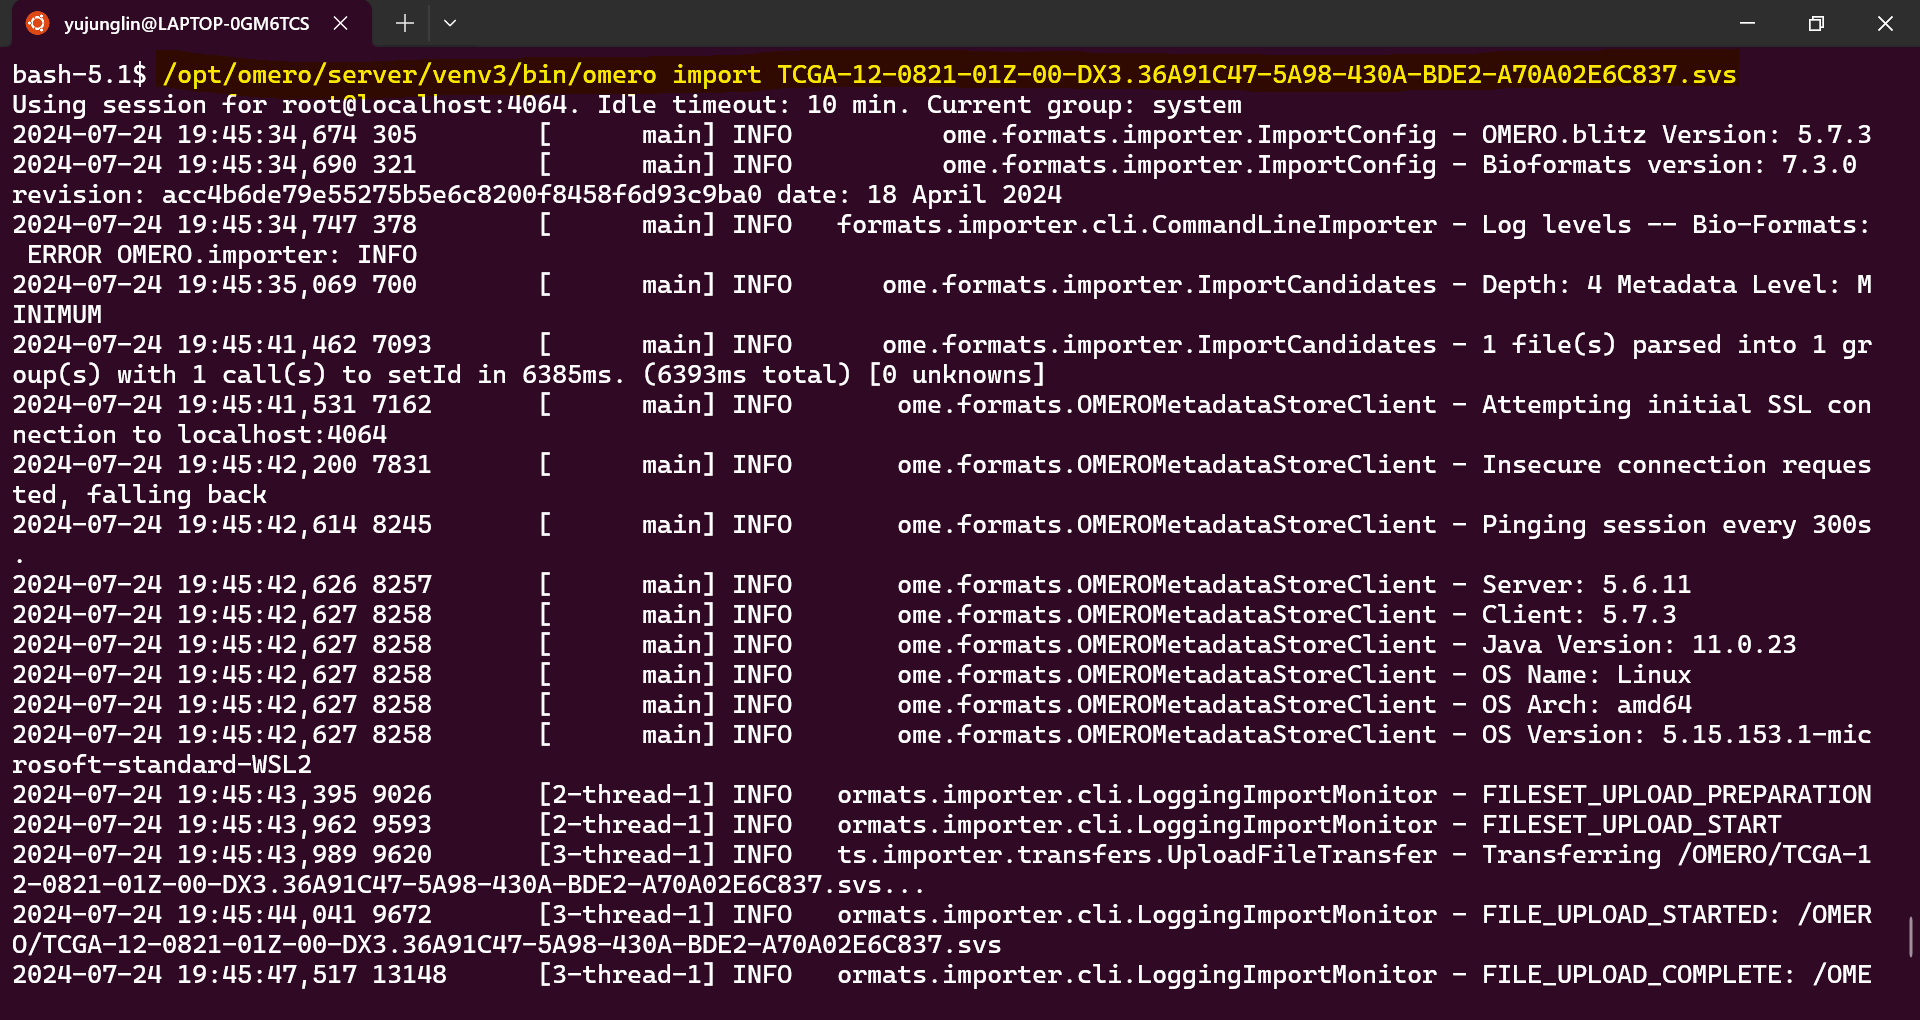 yujunglin@LAPTOP-0GM6TCS
bash-5.1$ /opt/omero/server/venv3/bin/omero import TCGA-12-0821-01Z-00-DX3.36A91C47-5A98-430A-BDE2-A70A02E6C837.svs
Using session for root@localhost:4064. Idle timeout: 10 min. Current group: system
2024-07-24 19:45:34,674 305        [      main] INFO          ome.formats.importer.ImportConfig - OMERO.blitz Version: 5.7.3
2024-07-24 19:45:34,690 321        [      main] INFO          ome.formats.importer.ImportConfig - Bioformats version: 7.3.0
revision: acc4b6de79e55275b5e6c8200f8458f6d93c9ba0 date: 18 April 2024
2024-07-24 19:45:34,747 378        [      main] INFO   formats.importer.cli.CommandLineImporter - Log levels -- Bio-Formats:
 ERROR OMERO.importer: INFO
2024-07-24 19:45:35,069 700        [      main] INFO      ome.formats.importer.ImportCandidates - Depth: 4 Metadata Level: M
INIMUM
2024-07-24 19:45:41,462 7093       [      main] INFO      ome.formats.importer.ImportCandidates - 1 file(s) parsed into 1 gr
oup(s) with 1 call(s) to setId in 6385ms. (6393ms total) [0 unknowns]
2024-07-24 19:45:41,531 7162       [      main] INFO       ome.formats.OMEROMetadataStoreClient - Attempting initial SSL con
nection to localhost:4064
2024-07-24 19:45:42,200 7831       [      main] INFO       ome.formats.OMEROMetadataStoreClient - Insecure connection reques
ted, falling back
2024-07-24 19:45:42,614 8245       [      main] INFO       ome.formats.OMEROMetadataStoreClient - Pinging session every 300s
.
2024-07-24 19:45:42,626 8257       [      main] INFO       ome.formats.OMEROMetadataStoreClient - Server: 5.6.11
2024-07-24 19:45:42,627 8258       [      main] INFO       ome.formats.OMEROMetadataStoreClient - Client: 5.7.3
2024-07-24 19:45:42,627 8258       [      main] INFO       ome.formats.OMEROMetadataStoreClient - Java Version: 11.0.23
2024-07-24 19:45:42,627 8258       [      main] INFO       ome.formats.OMEROMetadataStoreClient - OS Name: Linux
2024-07-24 19:45:42,627 8258       [      main] INFO       ome.formats.OMEROMetadataStoreClient - OS Arch: amd64
2024-07-24 19:45:42,627 8258       [      main] INFO       ome.formats.OMEROMetadataStoreClient - OS Version: 5.15.153.1-mic
rosoft-standard-WSL2
2024-07-24 19:45:43,395 9026       [2-thread-1] INFO   ormats.importer.cli.LoggingImportMonitor - FILESET_UPLOAD_PREPARATION
2024-07-24 19:45:43,962 9593       [2-thread-1] INFO   ormats.importer.cli.LoggingImportMonitor - FILESET_UPLOAD_START
2024-07-24 19:45:43,989 9620       [3-thread-1] INFO   ts.importer.transfers.UploadFileTransfer - Transferring /OMERO/TCGA-1
2-0821-01Z-00-DX3.36A91C47-5A98-430A-BDE2-A70A02E6C837.svs...
2024-07-24 19:45:44,041 9672       [3-thread-1] INFO   ormats.importer.cli.LoggingImportMonitor - FILE_UPLOAD_STARTED: /OMER
O/TCGA-12-0821-01Z-00-DX3.36A91C47-5A98-430A-BDE2-A70A02E6C837.svs
2024-07-24 19:45:47,517 13148      [3-thread-1] INFO   ormats.importer.cli.LoggingImportMonitor - FILE_UPLOAD_COMPLETE: /OME